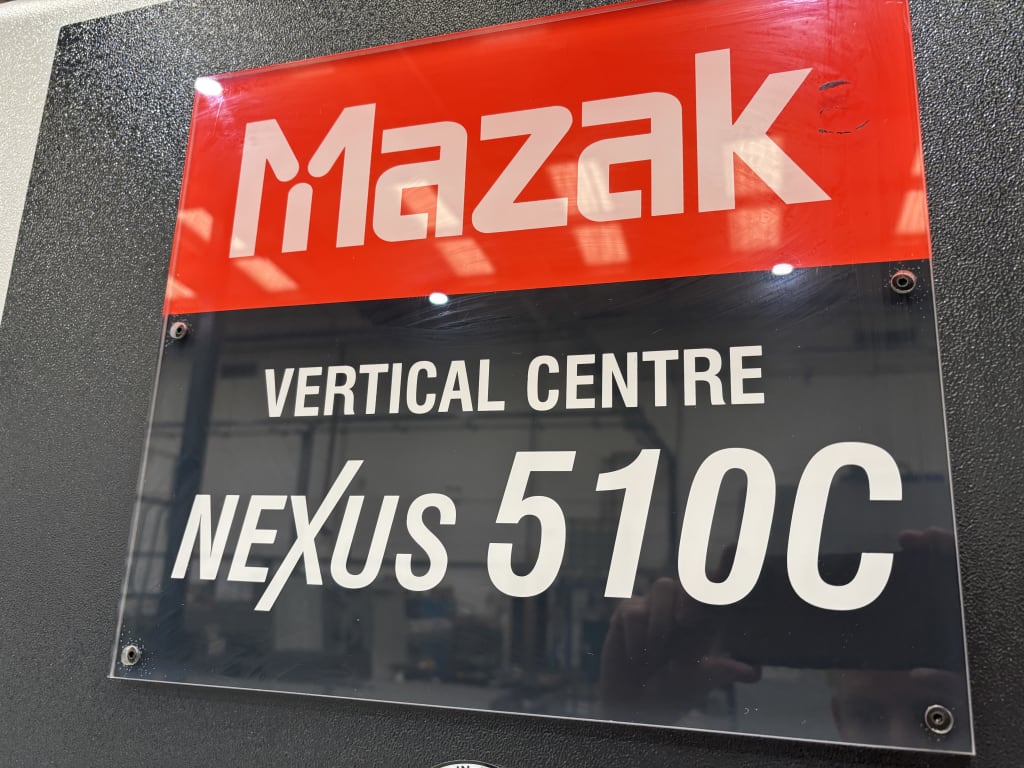 Mazak
VERTICAL CENTRE
NEXUS 510C